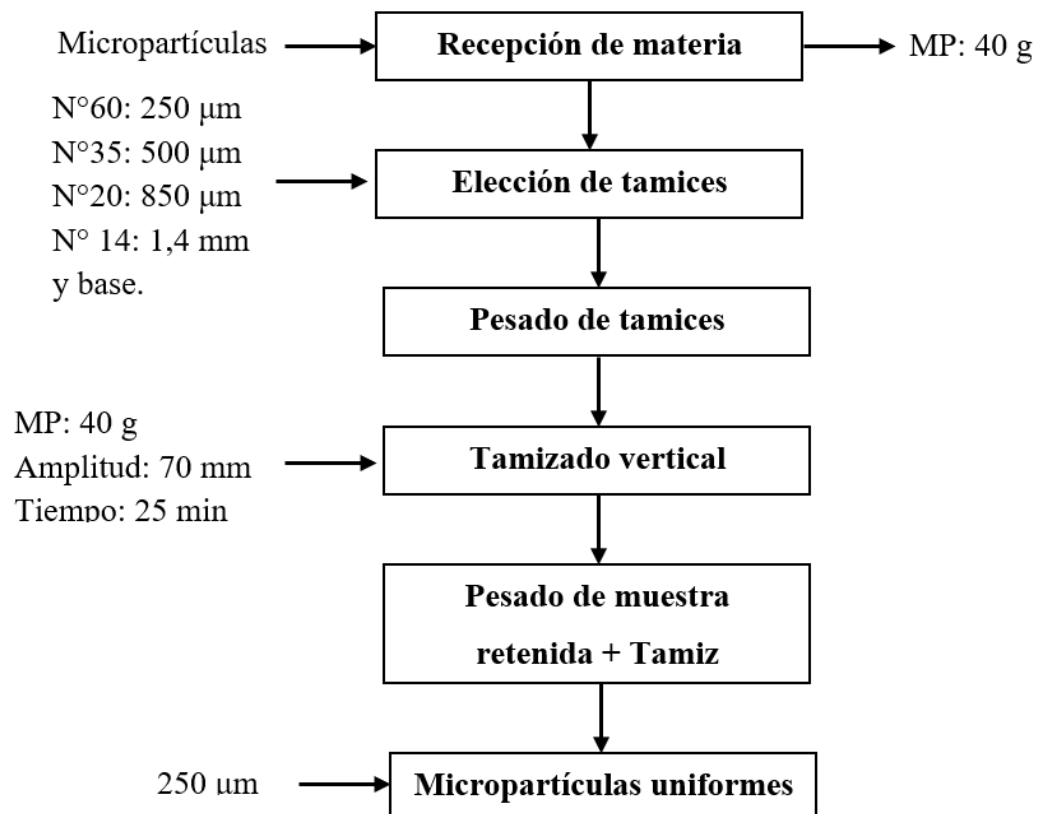 Micropartículas
Recepción de materia
MP: 40 g
N°60: 250 μm
N°35: 500 μm
N°20: 850 μm
N° 14: 1,4 mm
y base.
Elección de tamices
Pesado de tamices
MP: 40 g
Amplitud: 70 mm
Tiempo: 25 min
Tamizado vertical
Pesado de muestra
retenida + Tamiz
250 μm
Micropartículas uniformes